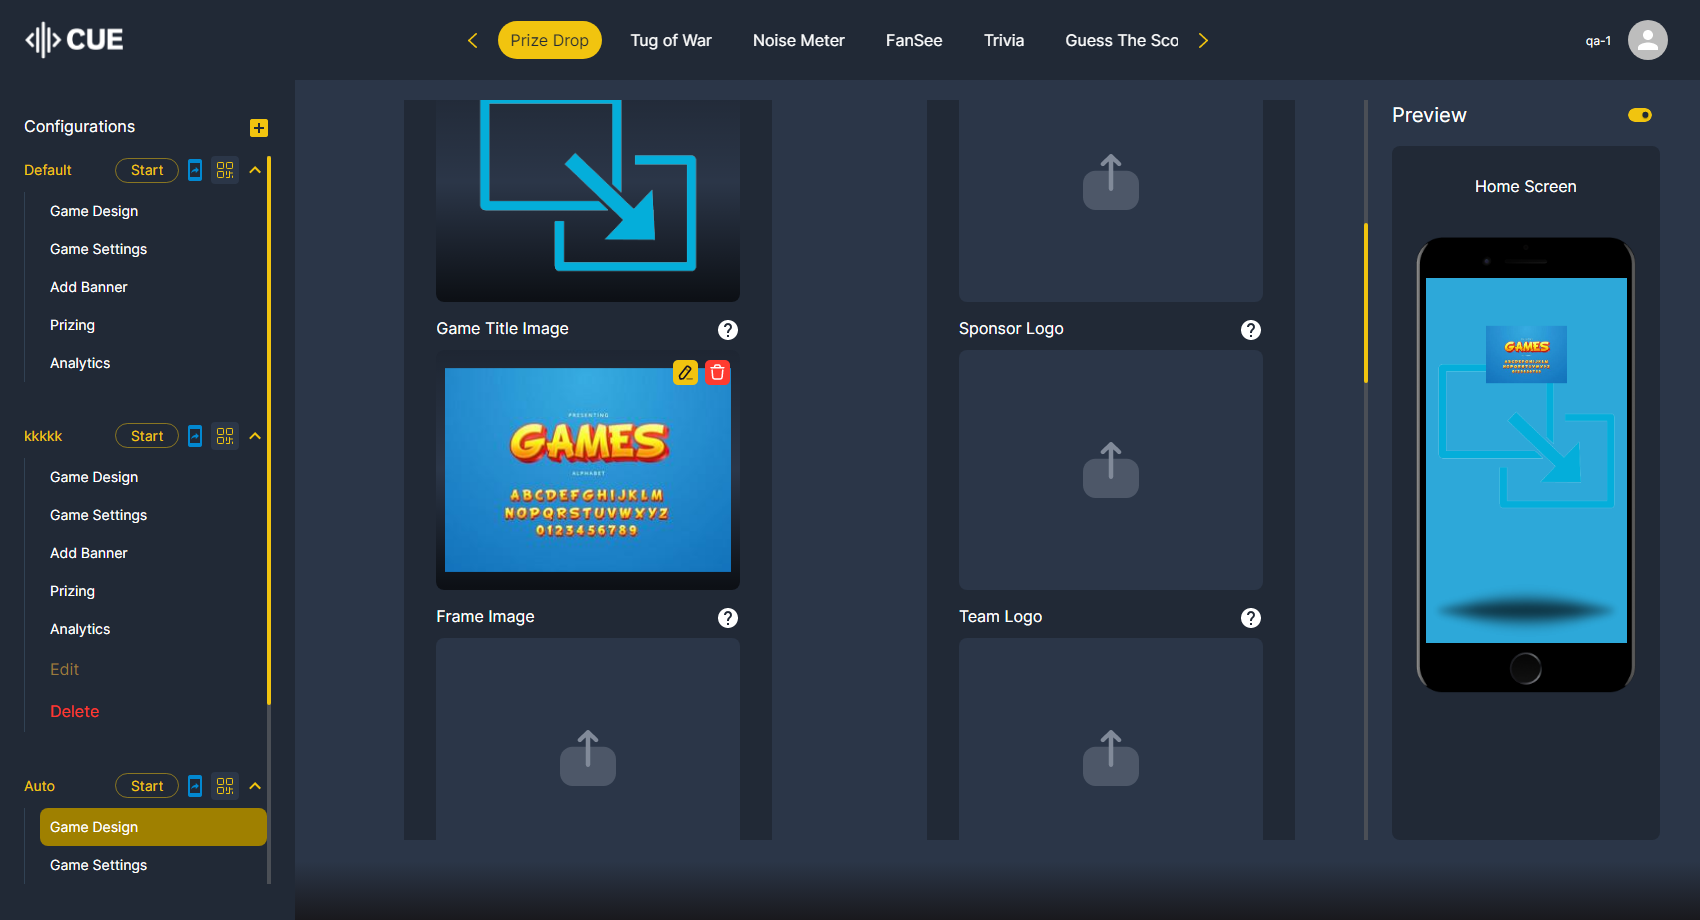 CUE
Prize Drop
Tug of War
Noise Meter
FanSee
Trivia
Guess The Sco
qa-1
Configurations
Default
Start
Game Design
Game Settings
Add Banner
Prizing
Analytics
kkkkk
Start
Game Design
Game Settings
Add Banner
Prizing
Analytics
Edit
Delete
Auto
Start
Game Design
Game Settings
Game Title Image
PRESENTING
GAMES
ALPHABET
ABCDEFGHIJKLM
NOPQRSTUVWXYZ
0123456789
Frame Image
Sponsor Logo
Team Logo
Preview
Home Screen
GAMES
ABCDEFGHIJKLM
NOPQRSTUVWXYZ
0123456789